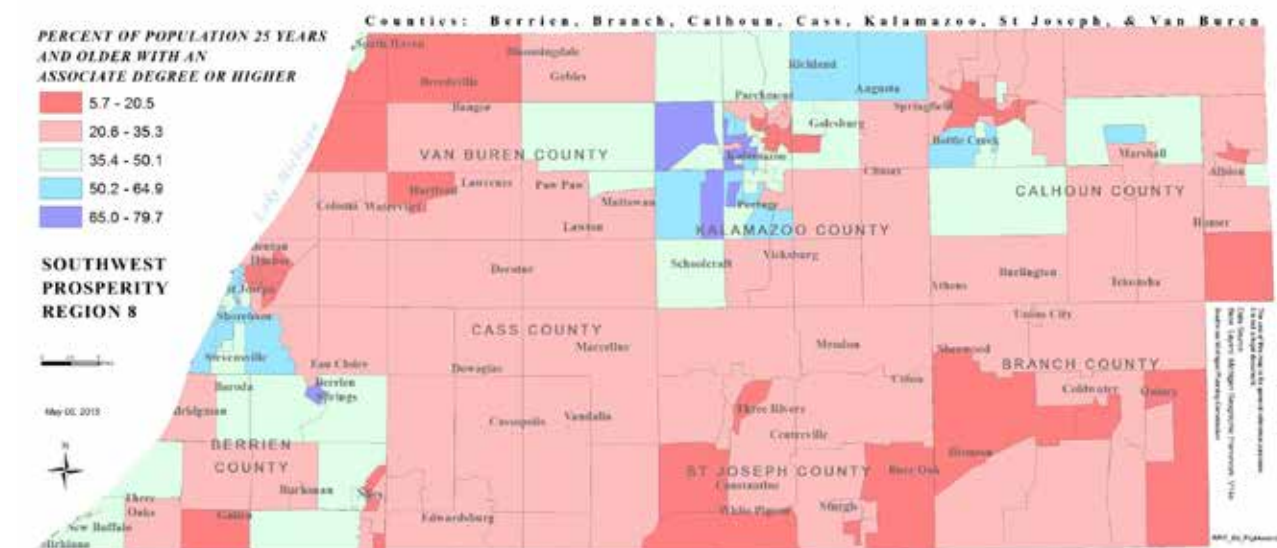 Counties: Berrien, Branch, Calhoun, Cass, Kalamazoo, St Joseph, & Van Buren
PERCENT OF POPULATION 25 YEARS
AND OLDER WITH AN
ASSOCIATE DEGREE OR HIGHER
5.7 - 20.5
20.6 - 35.3
35.4 - 50.1
50.2 - 64.9
65.0 - 79.7
SOUTHWEST
PROSPERITY
REGION 8
N
Lake Michigan
South Haven
Bloomingdale
Breedsville
Gobles
Bangor
Richland
Augusta
Parchment
Galesburg
Springfield
Battle Creek
Kalamazoo
Marshall
Albion
VAN BUREN COUNTY
Climax
CALHOUN COUNTY
Hartford
Lawrence
Paw Paw
Coloma
Watervliet
Mattawan
Portage
Lawton
KALAMAZOO COUNTY
Homer
Benton
Harbor
Decatur
Schoolcraft
Vicksburg
Athens
Burlington
Tekonsha
St Joseph
Shoreham
CASS COUNTY
Union City
Stevensville
Eau Claire
Dowagiac
Marcellus
Mendon
Sherwood
BRANCH COUNTY
Colon
Coldwater
Quincy
Baroda
Berrien
Springs
Bridgman
Cassopolis
Vandalia
Three Rivers
Centreville
BERRIEN
COUNTY
Bronson
ST JOSEPH COUNTY
Burr Oak
Buchanan
Niles
Constantine
Three
Oaks
Galien
Edwardsburg
White Pigeon
Sturgis
New Buffalo
Michiana